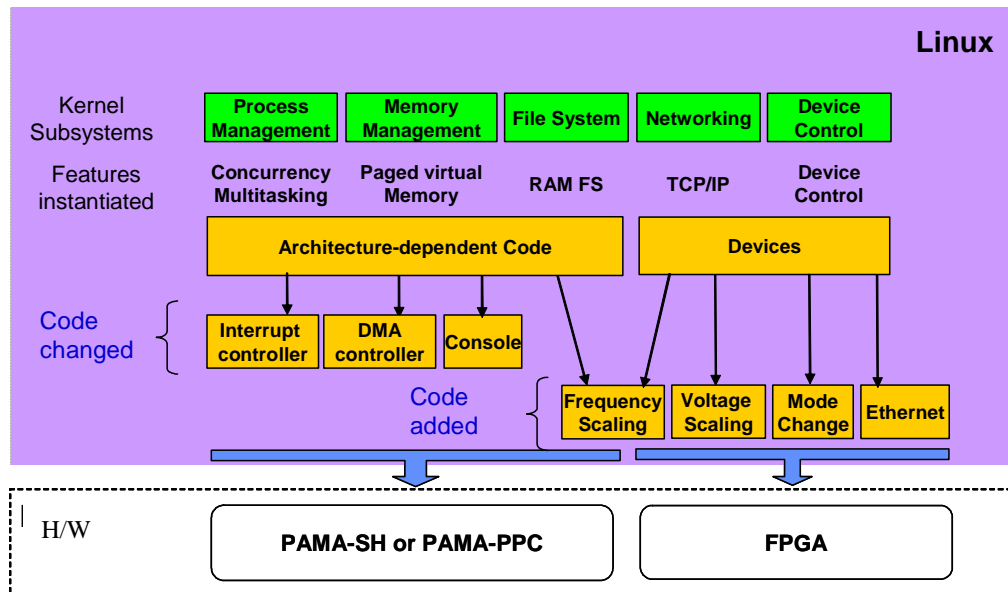 Linux
Kernel
Subsystems
Process
Management
Memory
Management
File System
Networking
Device
Control
Features
instantiated
Concurrency
Multitasking
Paged virtual
Memory
RAM FS
TCP/IP
Device
Control
Architecture-dependent Code
Devices
Code
changed
Interrupt
controller
DMA
controller
Console
Code
added
Frequency
Scaling
Voltage
Scaling
Mode
Change
Ethernet
H/W
PAMA-SH or PAMA-PPC
FPGA